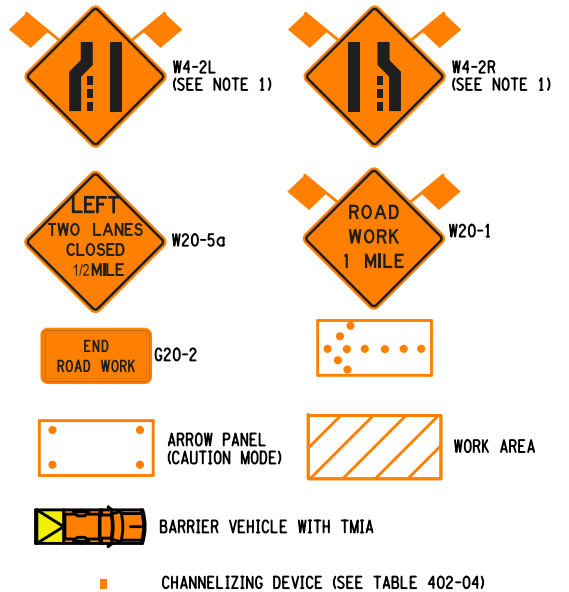 W4-2L
(SEE NOTE 1)
W4-2R
(SEE NOTE 1)
LEFT
TWO LANES
CLOSED
1/2 MILE
W20-5a
ROAD
WORK
1 MILE
W20-1
END
ROAD WORK
G20-2
ARROW PANEL
(CAUTION MODE)
WORK AREA
BARRIER VEHICLE WITH TMIA
CHANNELIZING DEVICE (SEE TABLE 402-04)